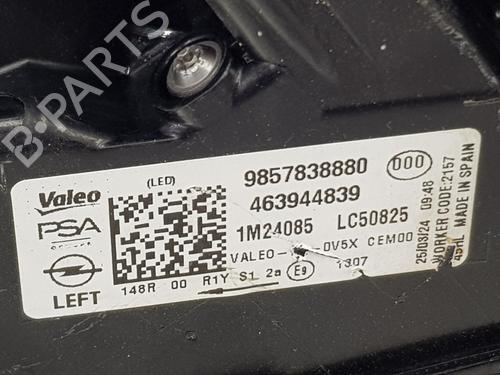 B-PARTS
Valeo
PSA
LEFT
(LED)
9857838880
000
463944839
1M24085 LC50825
VALEO- 0V5X CEM00
148R 00 R1Y S1 2a E9 1307
25/03/24 09:48
WORKER CODE:2157
MADE IN SPAIN